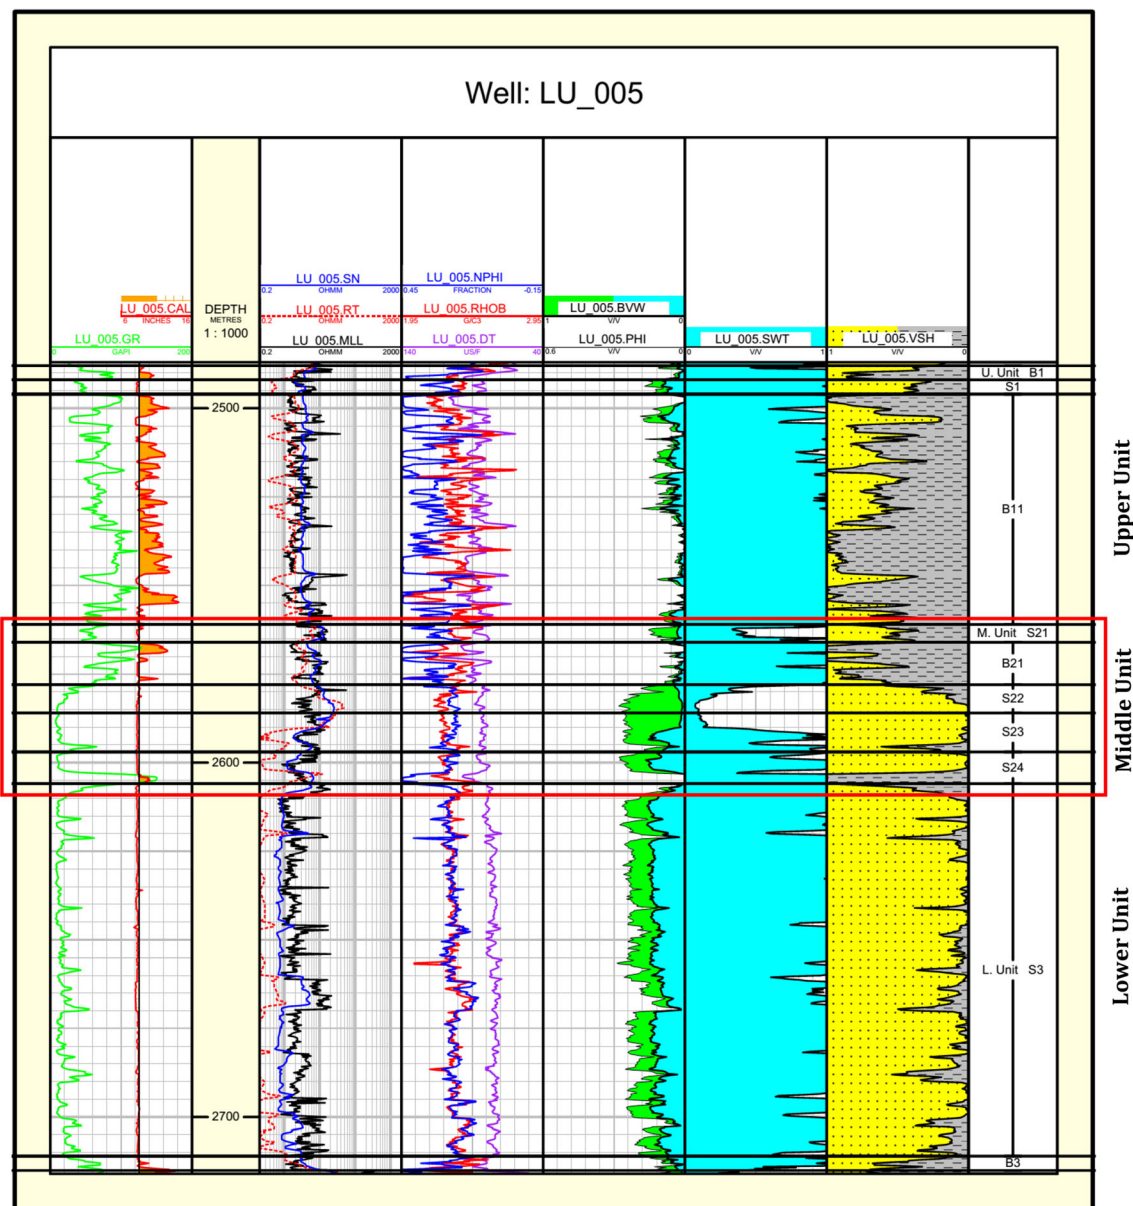 Well: LU_005
LU_005.SN
0.2 OHMM 2000
LU_005.NPHI
0.45 FRACTION -0.15
LU_005.CAL
6 INCHES 16
DEPTH
METRES
1 : 1000
LU_005.RT
0.2 OHMM 2000
LU_005.RHOB
1.95 G/C3 2.95
LU_005.BVW
1 V/V 0
LU_005.GR
0 GAPI 200
LU_005.MLL
0.2 OHMM 2000
LU_005.DT
140 US/F 40
LU_005.PHI
0.6 V/V 0
LU_005.SWT
0 V/V 1
LU_005.VSH
1 V/V 0
U. Unit B1
S1
2500
B11
Upper Unit
M. Unit S21
B21
S22
S23
Middle Unit
2600
S24
Lower Unit
L. Unit S3
2700
B3